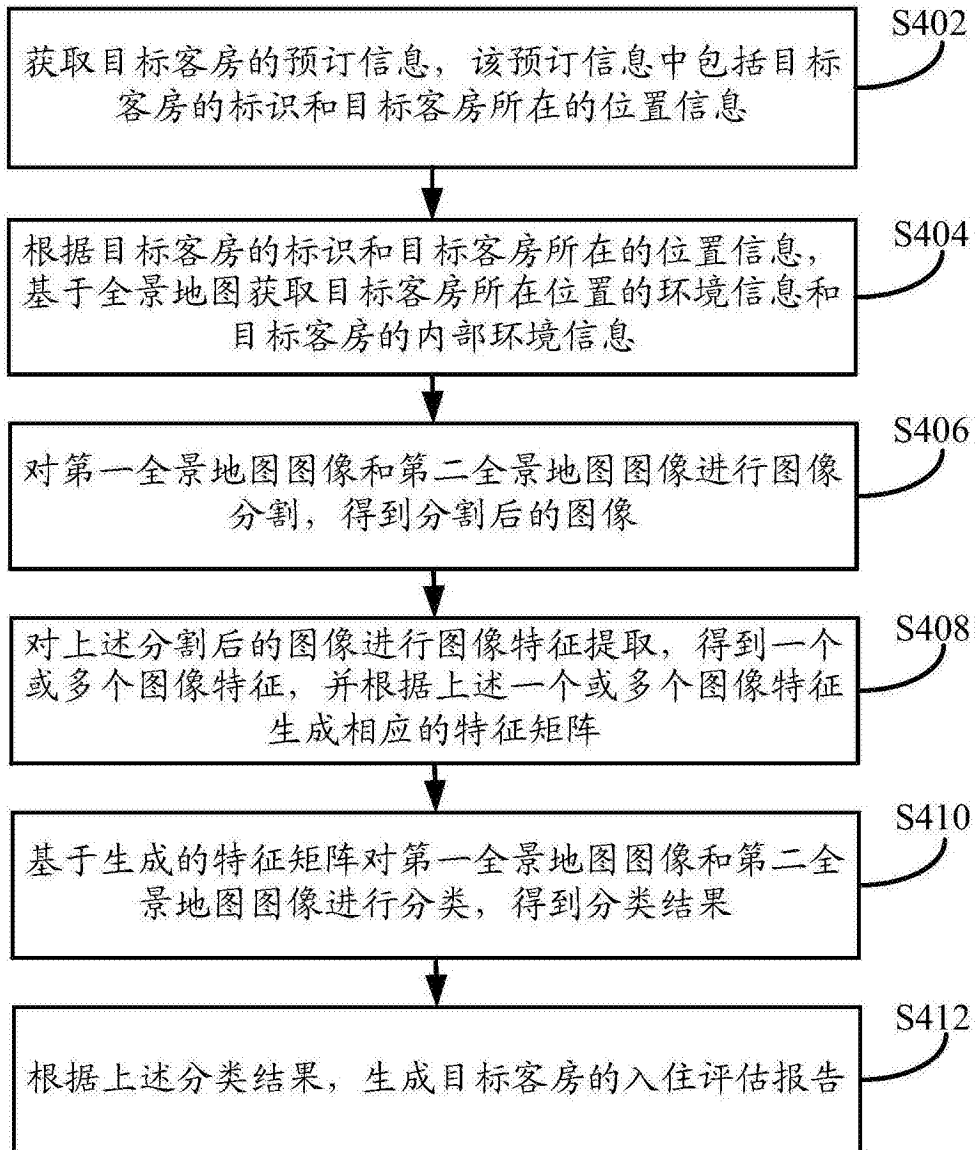 S402
获取目标客房的预订信息，该预订信息中包括目标
客房的标识和目标客房所在的位置信息
S404
根据目标客房的标识和目标客房所在的位置信息，
基于全景地图获取目标客房所在位置的环境信息和
目标客房的内部环境信息
S406
对第一全景地图图像和第二全景地图图像进行图像
分割，得到分割后的图像
S408
对上述分割后的图像进行图像特征提取，得到一个
或多个图像特征，并根据上述一个或多个图像特征
生成相应的特征矩阵
S410
基于生成的特征矩阵对第一全景地图图像和第二全
景地图图像进行分类，得到分类结果
S412
根据上述分类结果，生成目标客房的入住评估报告